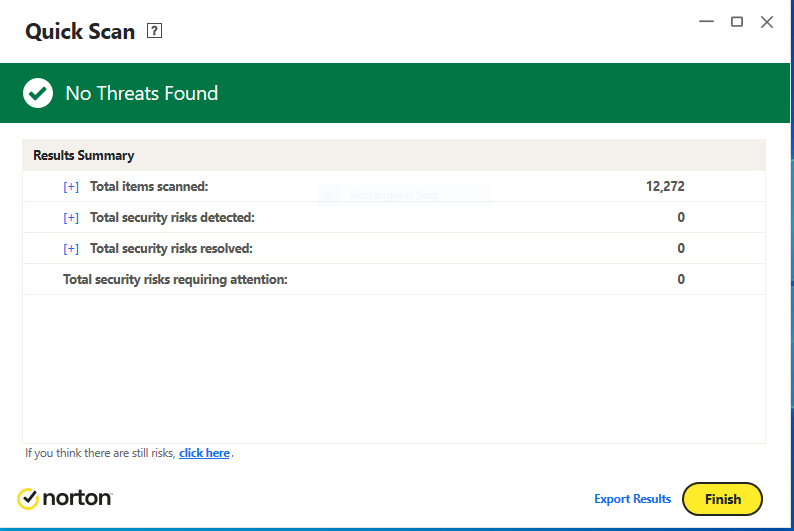 Quick Scan [?]
No Threats Found
Results Summary
[+] Total items scanned: 12,272
Rectangular Snip
[+] Total security risks detected: 0
[+] Total security risks resolved: 0
Total security risks requiring attention: 0
If you think there are still risks, click here.
norton
Export Results
Finish